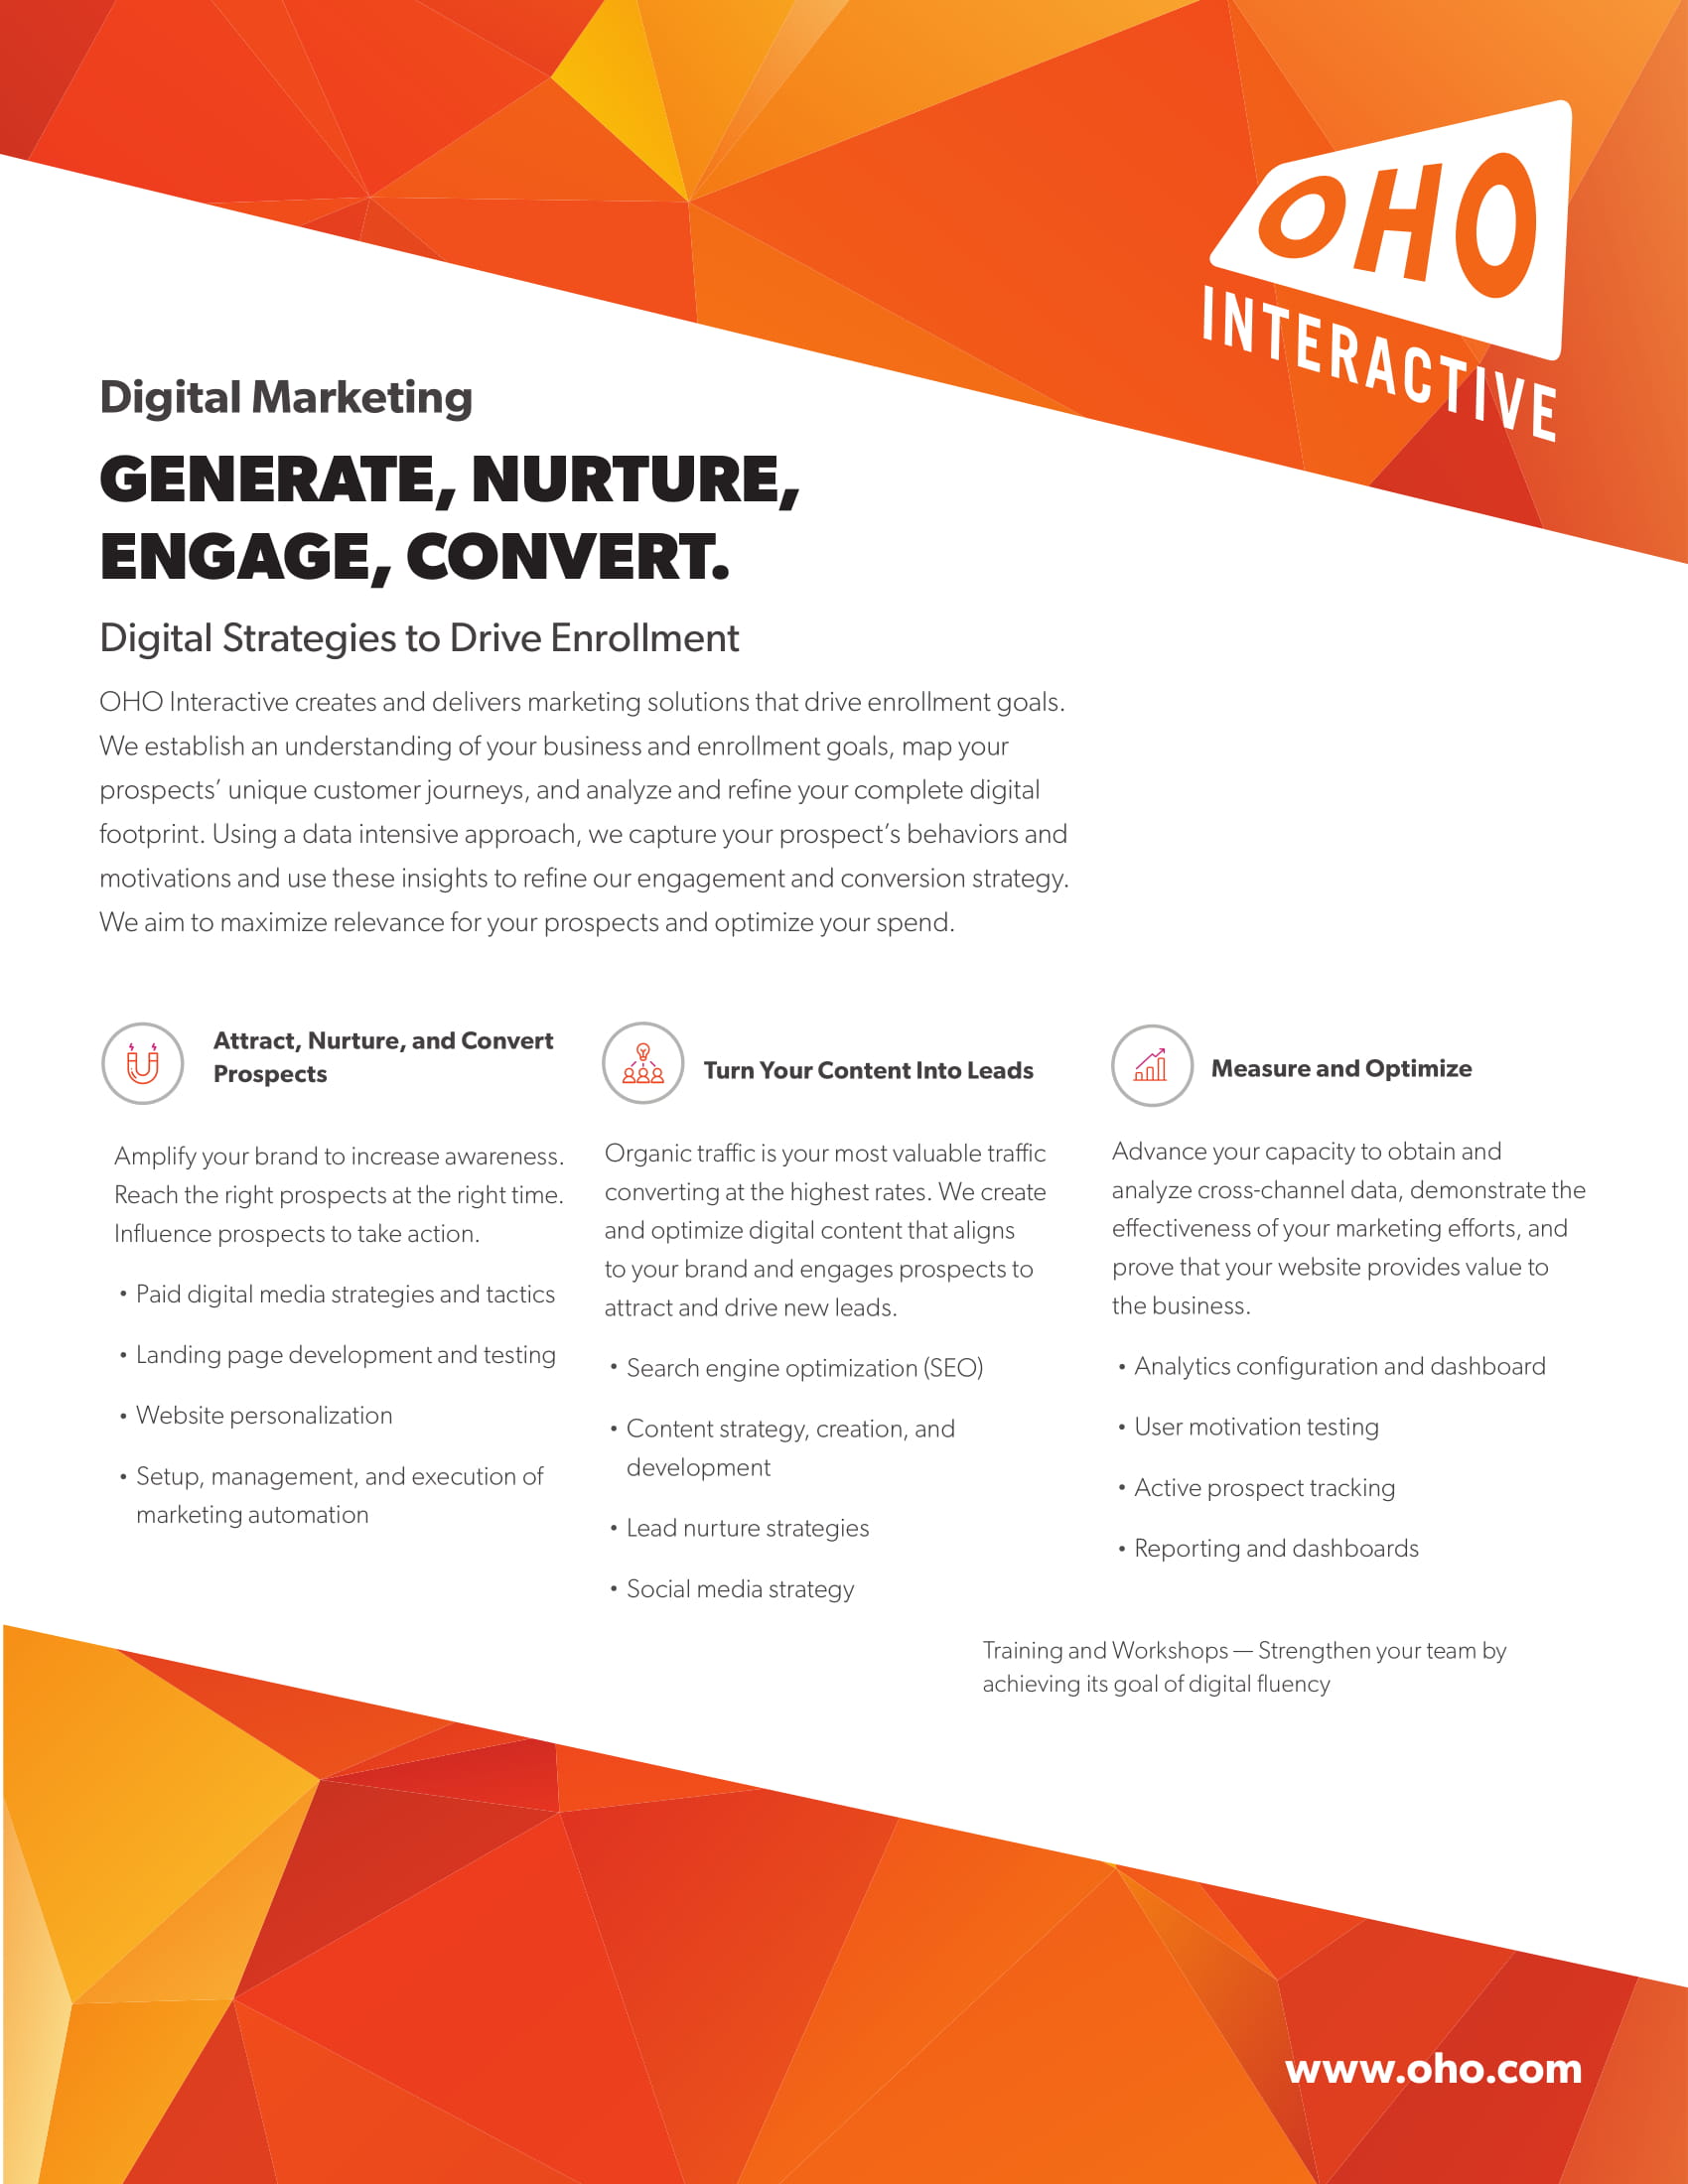 OHO
INTERACTIVE
Digital Marketing
GENERATE, NURTURE,
ENGAGE, CONVERT.
Digital Strategies to Drive Enrollment
OHO Interactive creates and delivers marketing solutions that drive enrollment goals.
We establish an understanding of your business and enrollment goals, map your
prospects’ unique customer journeys, and analyze and refine your complete digital
footprint. Using a data intensive approach, we capture your prospect’s behaviors and
motivations and use these insights to refine our engagement and conversion strategy.
We aim to maximize relevance for your prospects and optimize your spend.
Attract, Nurture, and Convert
Prospects
Amplify your brand to increase awareness.
Reach the right prospects at the right time.
Influence prospects to take action.
• Paid digital media strategies and tactics
• Landing page development and testing
• Website personalization
• Setup, management, and execution of
marketing automation
Turn Your Content Into Leads
Organic traffic is your most valuable traffic
converting at the highest rates. We create
and optimize digital content that aligns
to your brand and engages prospects to
attract and drive new leads.
• Search engine optimization (SEO)
• Content strategy, creation, and
development
• Lead nurture strategies
• Social media strategy
Measure and Optimize
Advance your capacity to obtain and
analyze cross-channel data, demonstrate the
effectiveness of your marketing efforts, and
prove that your website provides value to
the business.
• Analytics configuration and dashboard
• User motivation testing
• Active prospect tracking
• Reporting and dashboards
Training and Workshops — Strengthen your team by
achieving its goal of digital fluency
www.oho.com